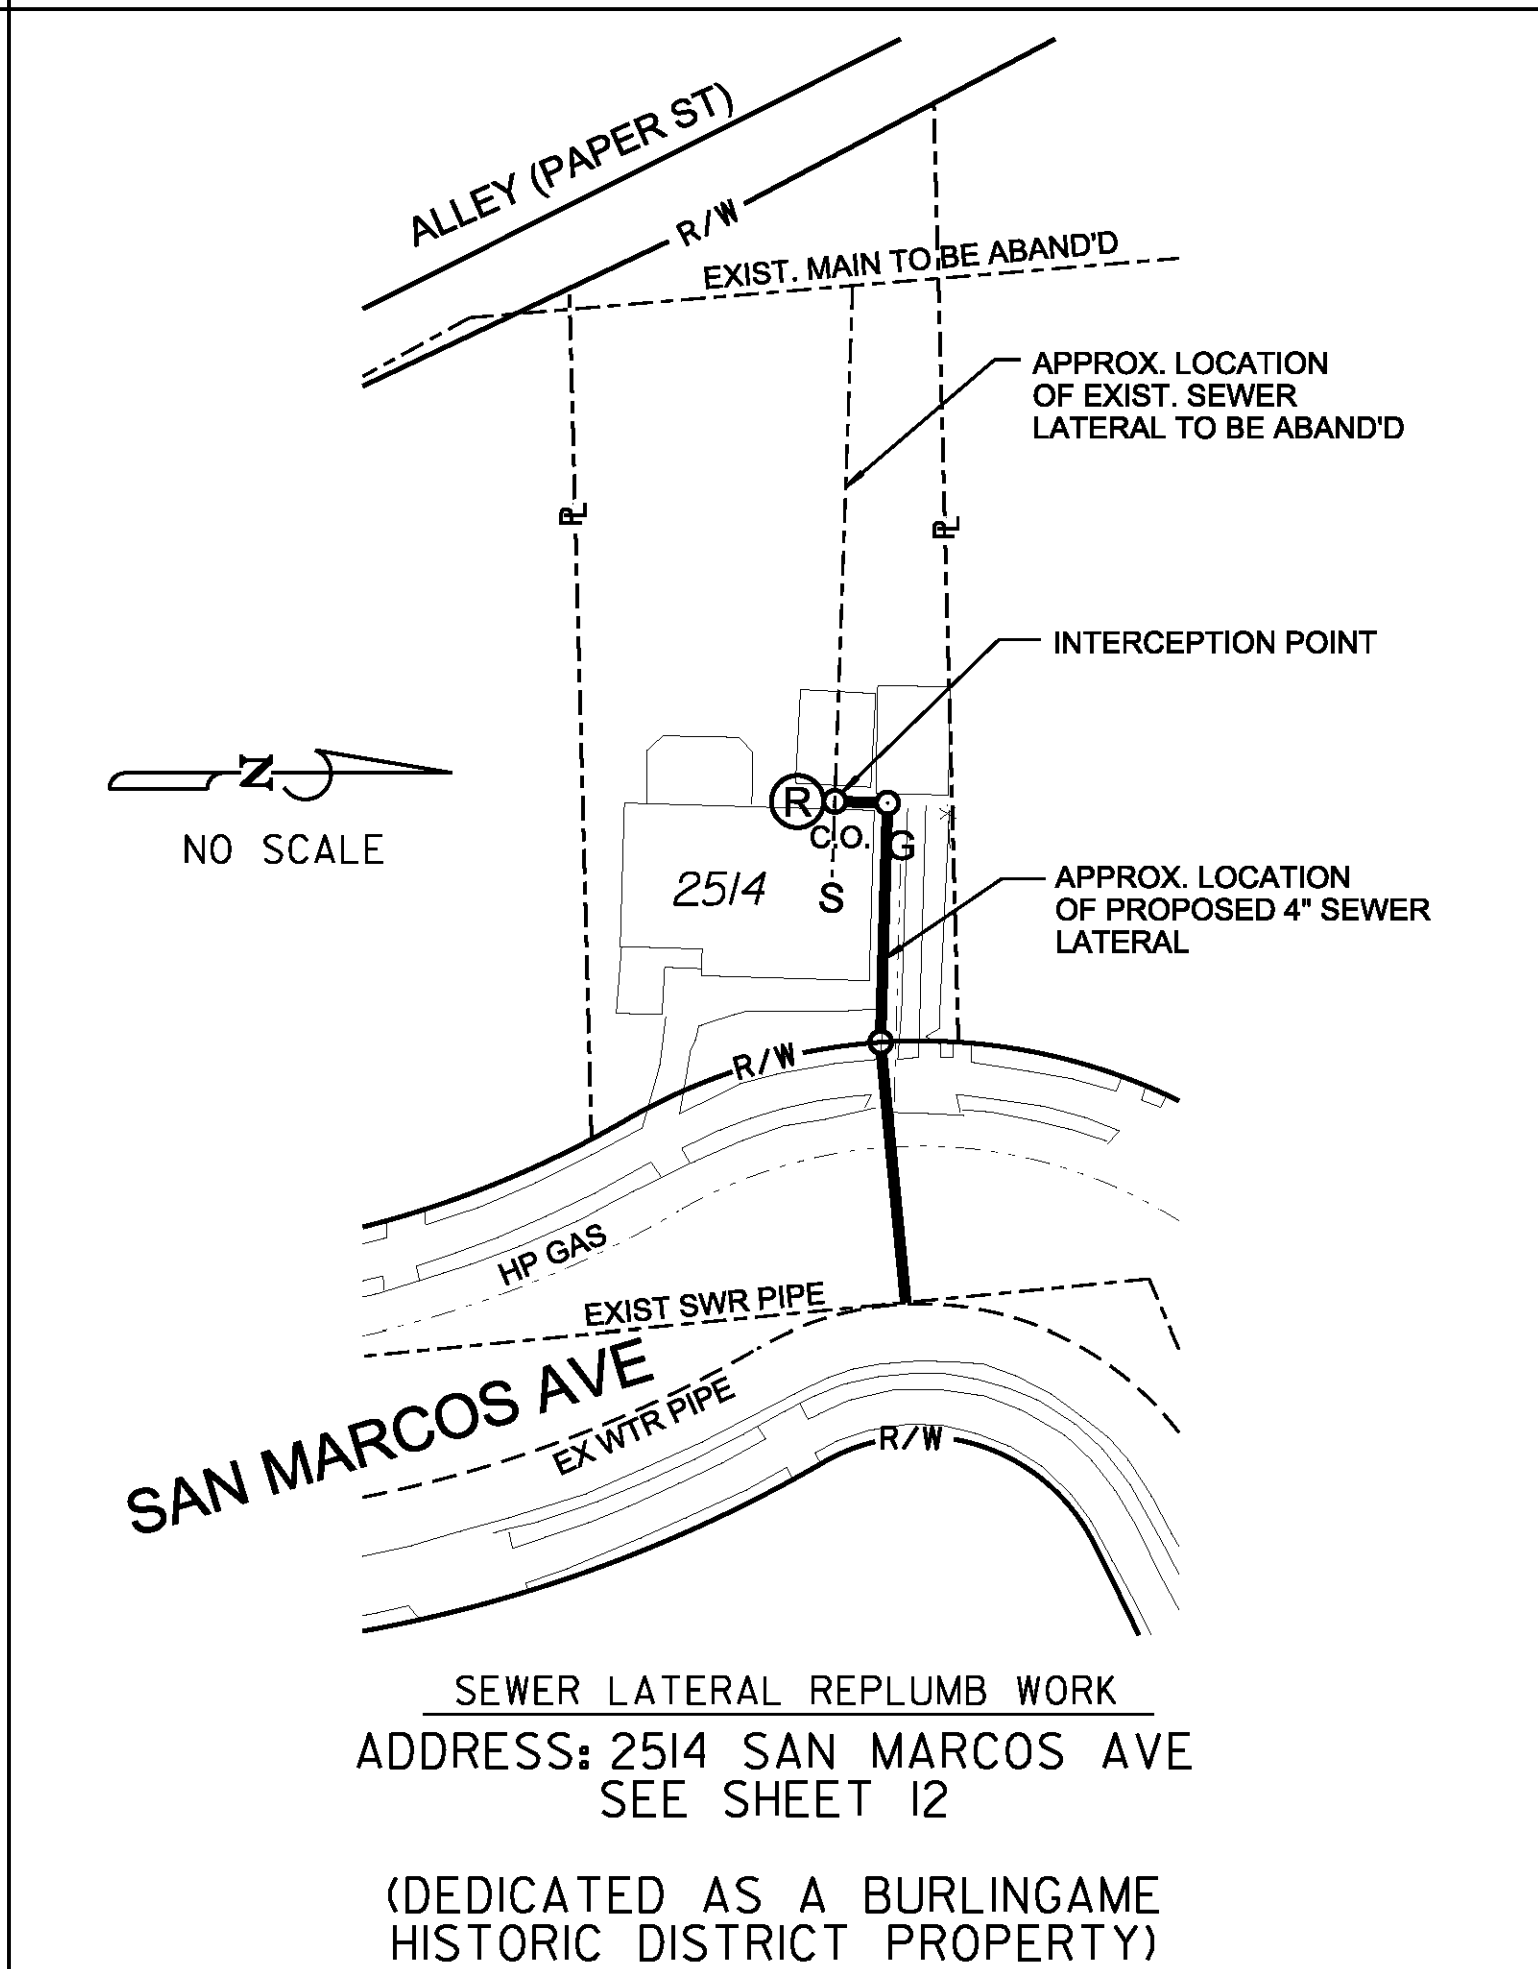 ALLEY (PAPER ST)
R/W
EXIST. MAIN TO BE ABAND'D
APPROX. LOCATION
OF EXIST. SEWER
LATERAL TO BE ABAND'D
PL
PL
INTERCEPTION POINT
N
NO SCALE
R
C.O.
G
2514
S
APPROX. LOCATION
OF PROPOSED 4" SEWER
LATERAL
R/W
HP GAS
EXIST SWR PIPE
SAN MARCOS AVE
EX WTR PIPE
R/W
SEWER LATERAL REPLUMB WORK
ADDRESS: 2514 SAN MARCOS AVE
SEE SHEET 12
(DEDICATED AS A BURLINGAME
HISTORIC DISTRICT PROPERTY)